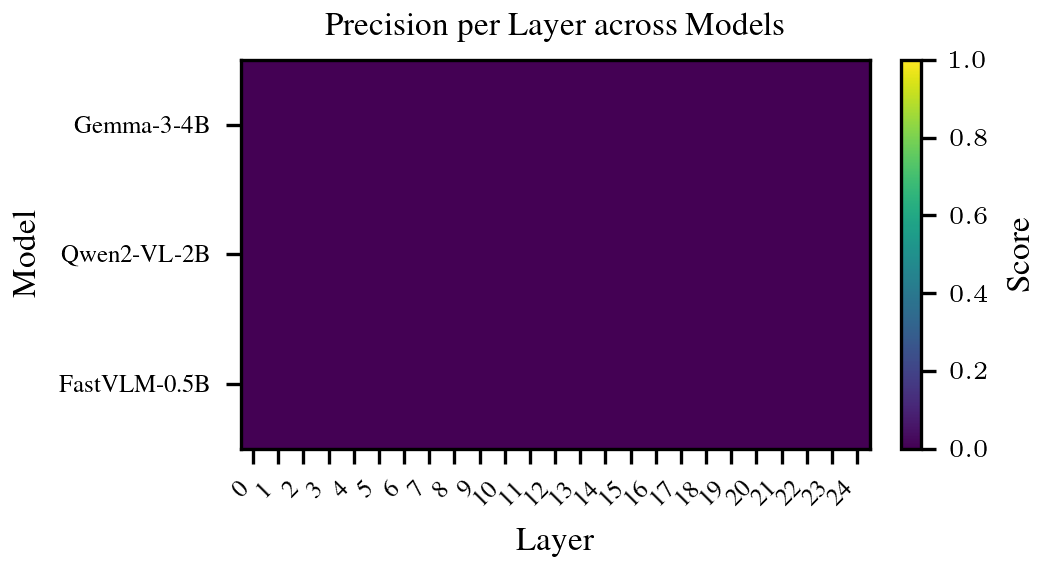 Precision per Layer across Models
Model
Gemma-3-4B
Qwen2-VL-2B
FastVLM-0.5B
0 1 2 3 4 5 6 7 8 9 10 11 12 13 14 15 16 17 18 19 20 21 22 23 24
Layer
1.0
0.8
0.6
0.4
0.2
0.0
Score